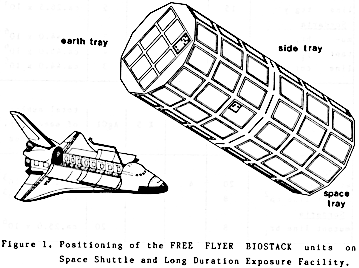 earth tray
side tray
space
tray
Figure 1. Positioning of the FREE FLYER BIOSTACK units on
Space Shuttle and Long Duration Exposure Facility.